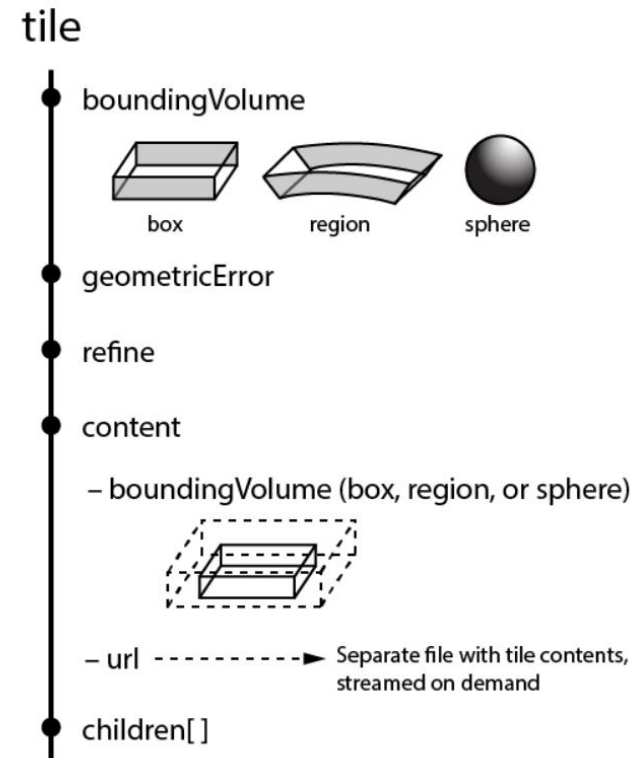 tile
boundingVolume
box region sphere
geometricError
refine
content
– boundingVolume (box, region, or sphere)
– url Separate file with tile contents,
streamed on demand
children[ ]